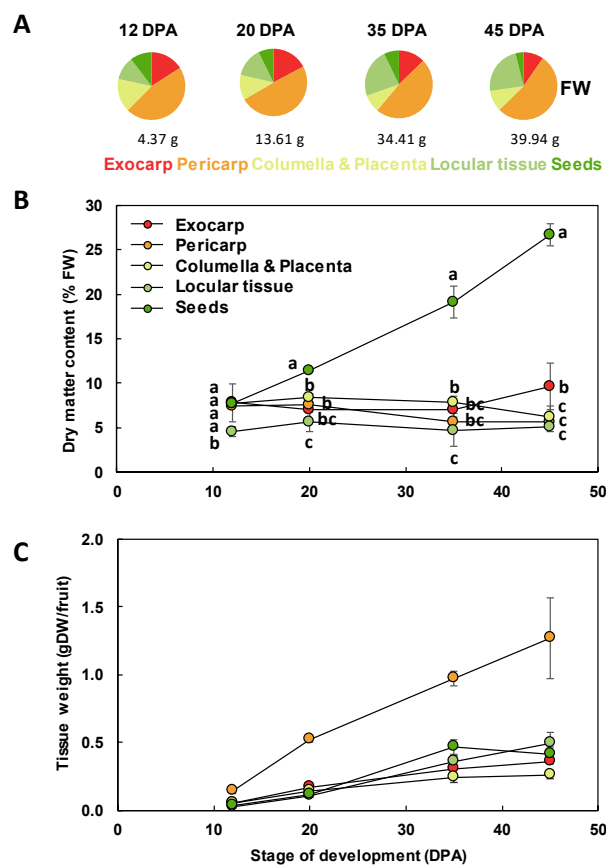 A
12 DPA 20 DPA 35 DPA 45 DPA
FW
4.37 g 13.61 g 34.41 g 39.94 g
Exocarp Pericarp Columella & Placenta Locular tissue Seeds
B
Dry matter content (% FW)
30
25
20
15
10
5
0
Exocarp
Pericarp
Columella & Placenta
Locular tissue
Seeds
a
a
a
a
b
a
b
b
bc
c
a
b
bc
bc
c
a
b
c
c
c
0 10 20 30 40 50
C
Tissue weight (gDW/fruit)
2.0
1.5
1.0
0.5
0.0
0 10 20 30 40 50
Stage of development (DPA)